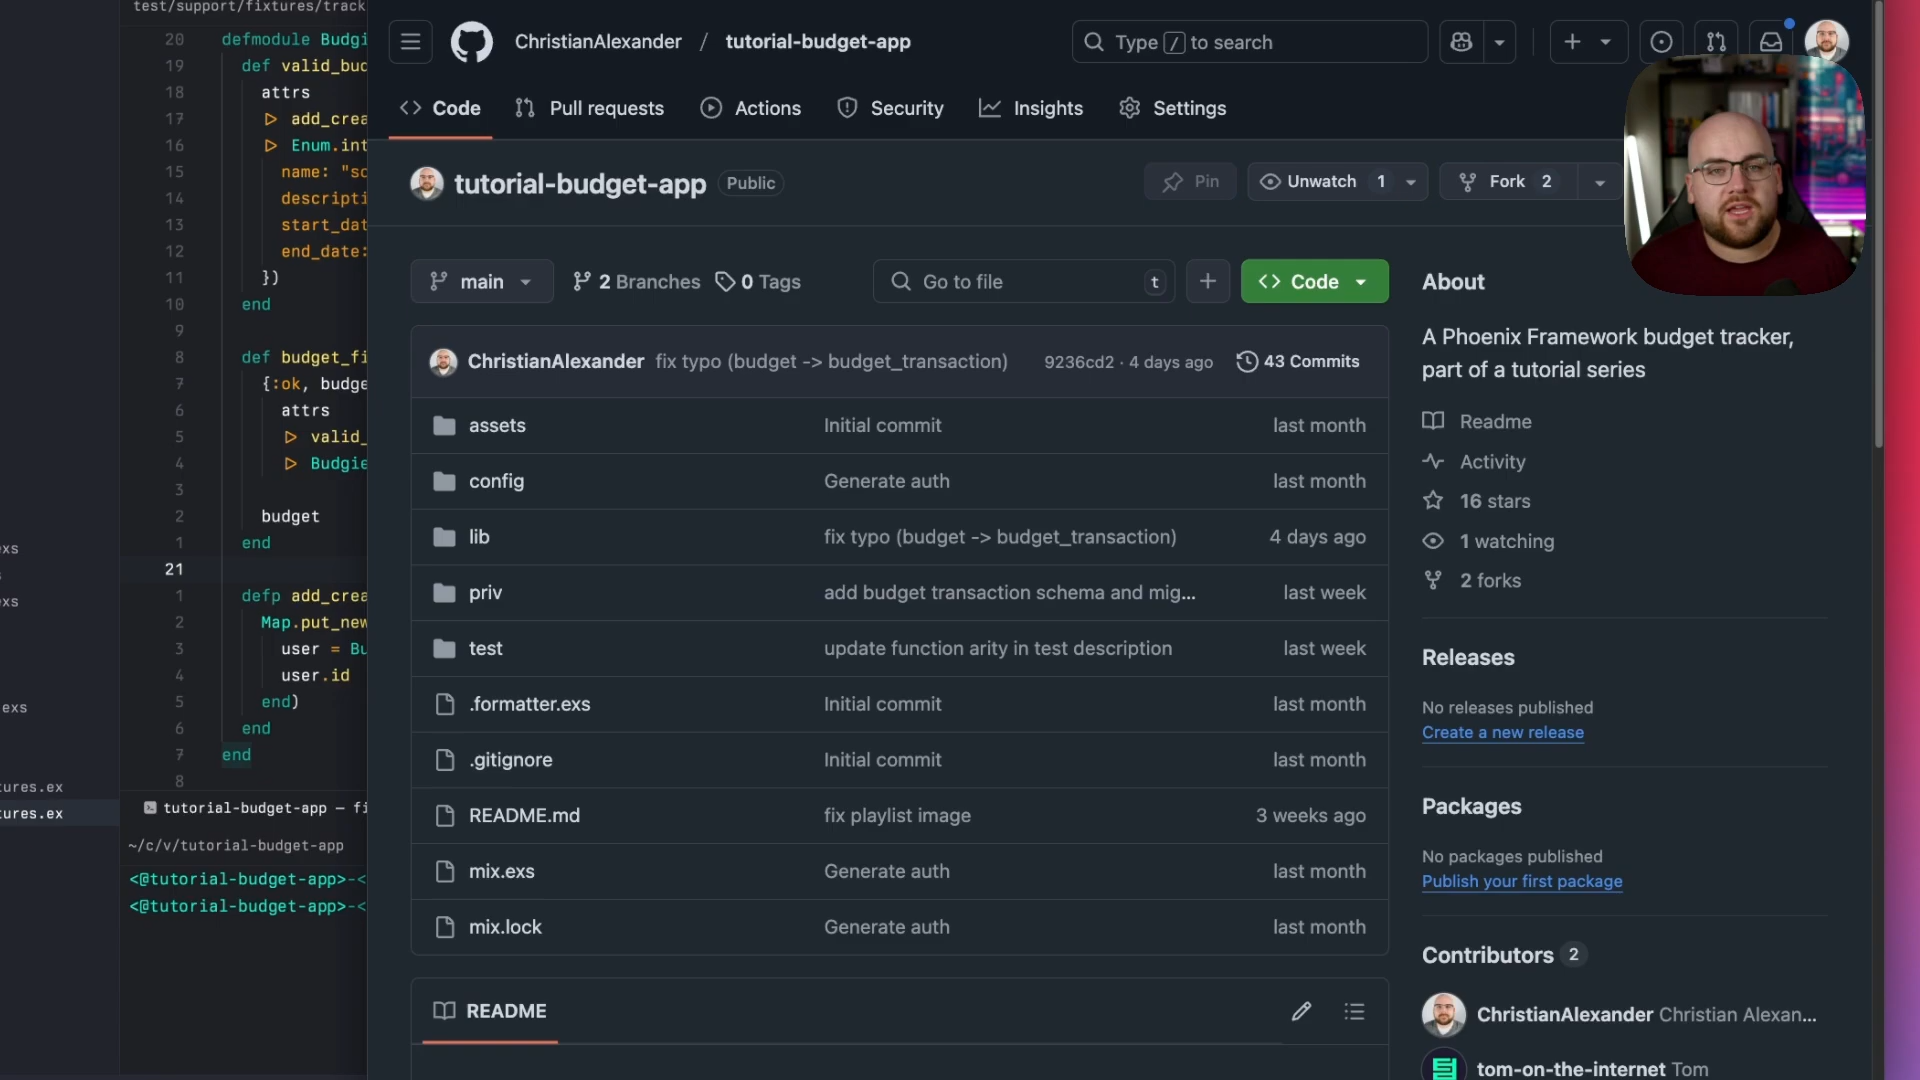 test/support/fixtures/track
20 defmodule Budgi
19 def valid_bud
18 attrs
17 ▷ add_crea
16 ▷ Enum.int
15 name: "so
14 descripti
13 start_dat
12 end_date:
11 })
10 end
9
8 def budget_fi
7 {:ok, budge
6 attrs
5 ▷ valid_
4 ▷ Budgie
3
2 budget
1 end
21
1 defp add_crea
2 Map.put_new
3 user = Bu
4 user.id
5 end)
6 end
7 end
8
exs
exs
exs
tures.ex
tures.ex
tutorial-budget-app — fi
~/c/v/tutorial-budget-app
<@tutorial-budget-app>-<
<@tutorial-budget-app>-<
ChristianAlexander / tutorial-budget-app
Type / to search
Code Pull requests Actions Security Insights Settings
tutorial-budget-app Public
Pin Unwatch 1 Fork 2
main 2 Branches 0 Tags Go to file t + Code
ChristianAlexander fix typo (budget -> budget_transaction) 9236cd2 · 4 days ago 43 Commits
assets Initial commit last month
config Generate auth last month
lib fix typo (budget -> budget_transaction) 4 days ago
priv add budget transaction schema and mig... last week
test update function arity in test description last week
.formatter.exs Initial commit last month
.gitignore Initial commit last month
README.md fix playlist image 3 weeks ago
mix.exs Generate auth last month
mix.lock Generate auth last month
README
About
A Phoenix Framework budget tracker,
part of a tutorial series
Readme
Activity
16 stars
1 watching
2 forks
Releases
No releases published
Create a new release
Packages
No packages published
Publish your first package
Contributors 2
ChristianAlexander Christian Alexan...
tom-on-the-internet Tom